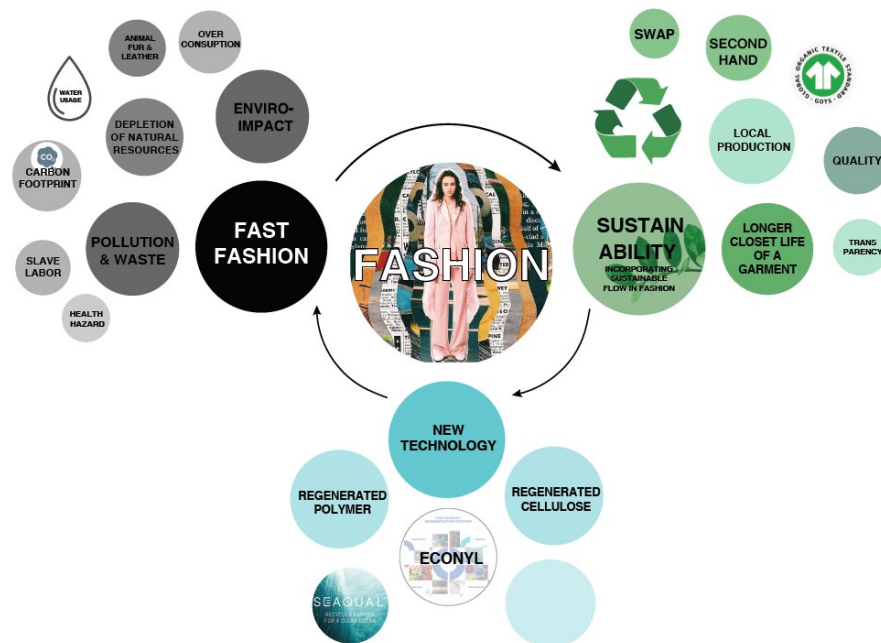 ANIMAL
FUR &
LEATHER
OVER
CONSUPTION
WATER
USAGE
ENVIRO-
IMPACT
DEPLETION
OF NATURAL
RESOURCES
CO2
CARBON
FOOTPRINT
POLLUTION
& WASTE
FAST
FASHION
SLAVE
LABOR
HEALTH
HAZARD
FASHION
SWAP
SECOND
HAND
GLOBAL ORGANIC TEXTILE STANDARD
· GOTS ·
LOCAL
PRODUCTION
QUALITY
SUSTAIN
ABILITY
INCORPORATING
SUSTAINABLE
FLOW IN FASHION
LONGER
CLOSET LIFE
OF A
GARMENT
TRANS
PARENCY
NEW
TECHNOLOGY
REGENERATED
POLYMER
REGENERATED
CELLULOSE
ECONYL
SEAQUAL
FOR A CLEAN OCEAN